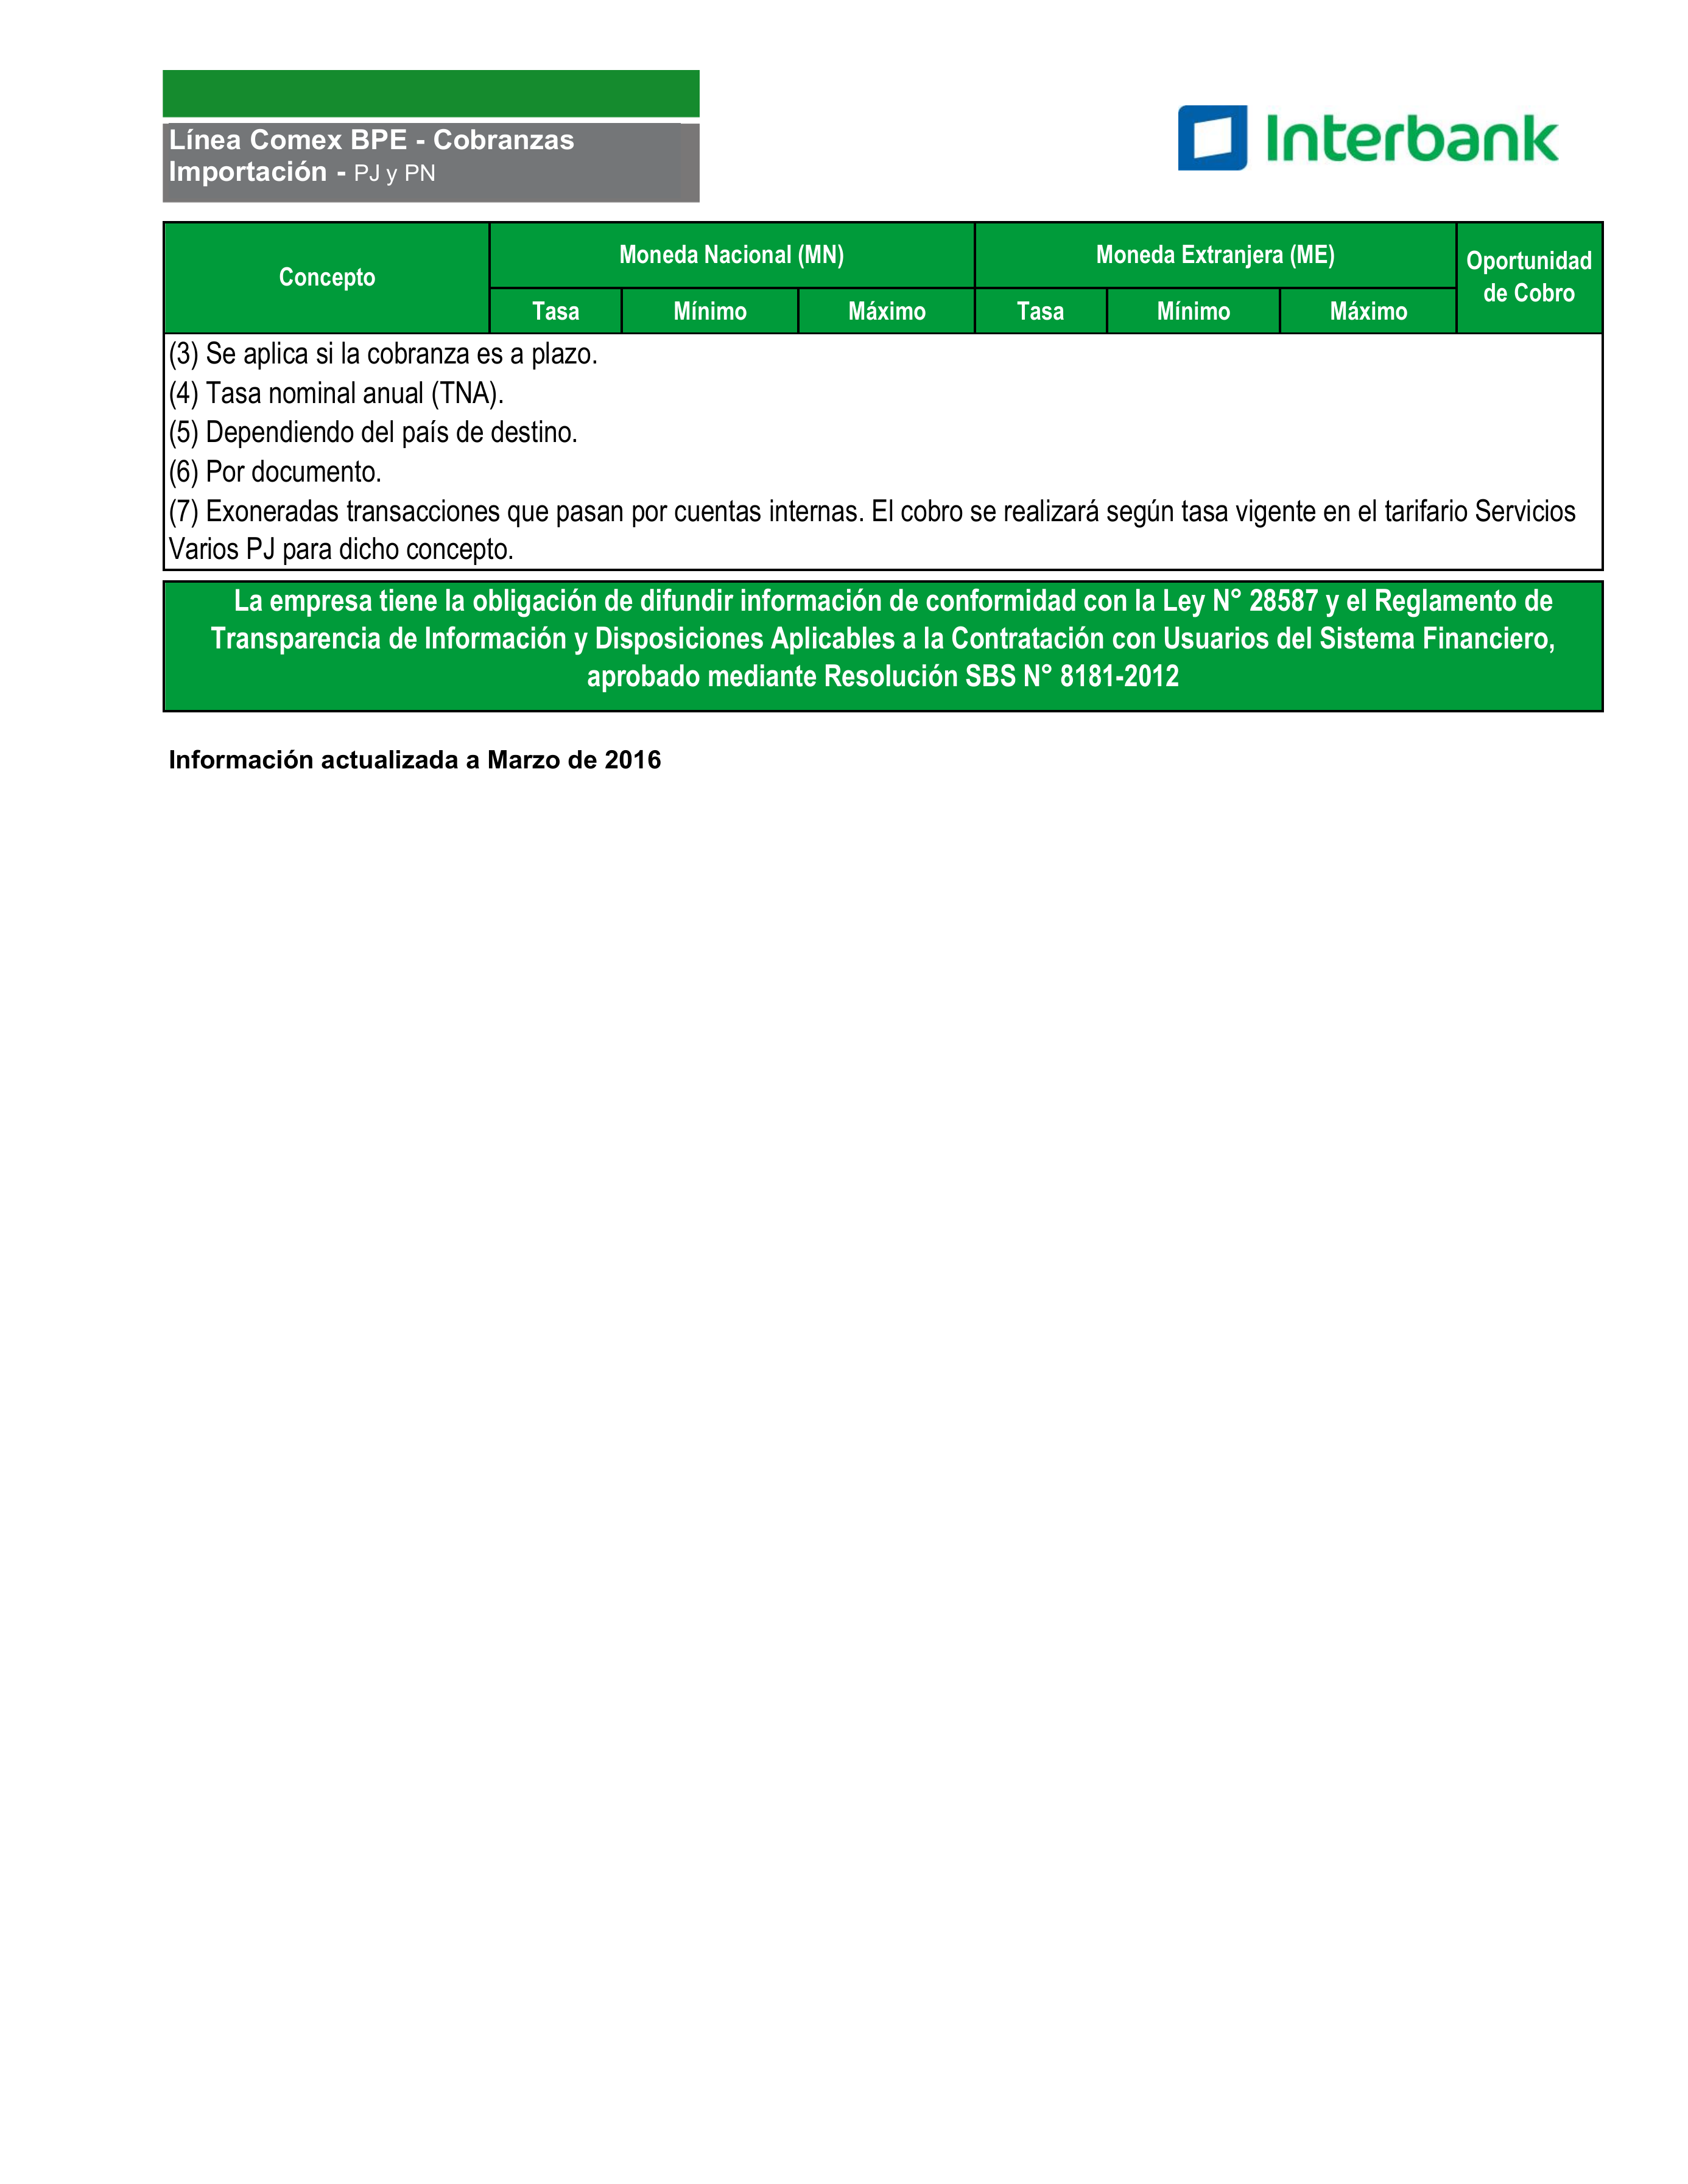 Línea Comex BPE - Cobranzas
Importación - PJ y PN
Interbank
Concepto
Moneda Nacional (MN)
Moneda Extranjera (ME)
Oportunidad
de Cobro
Tasa
Mínimo
Máximo
Tasa
Mínimo
Máximo
(3) Se aplica si la cobranza es a plazo.
(4) Tasa nominal anual (TNA).
(5) Dependiendo del país de destino.
(6) Por documento.
(7) Exoneradas transacciones que pasan por cuentas internas. El cobro se realizará según tasa vigente en el tarifario Servicios
Varios PJ para dicho concepto.
La empresa tiene la obligación de difundir información de conformidad con la Ley N° 28587 y el Reglamento de
Transparencia de Información y Disposiciones Aplicables a la Contratación con Usuarios del Sistema Financiero,
aprobado mediante Resolución SBS N° 8181-2012
Información actualizada a Marzo de 2016